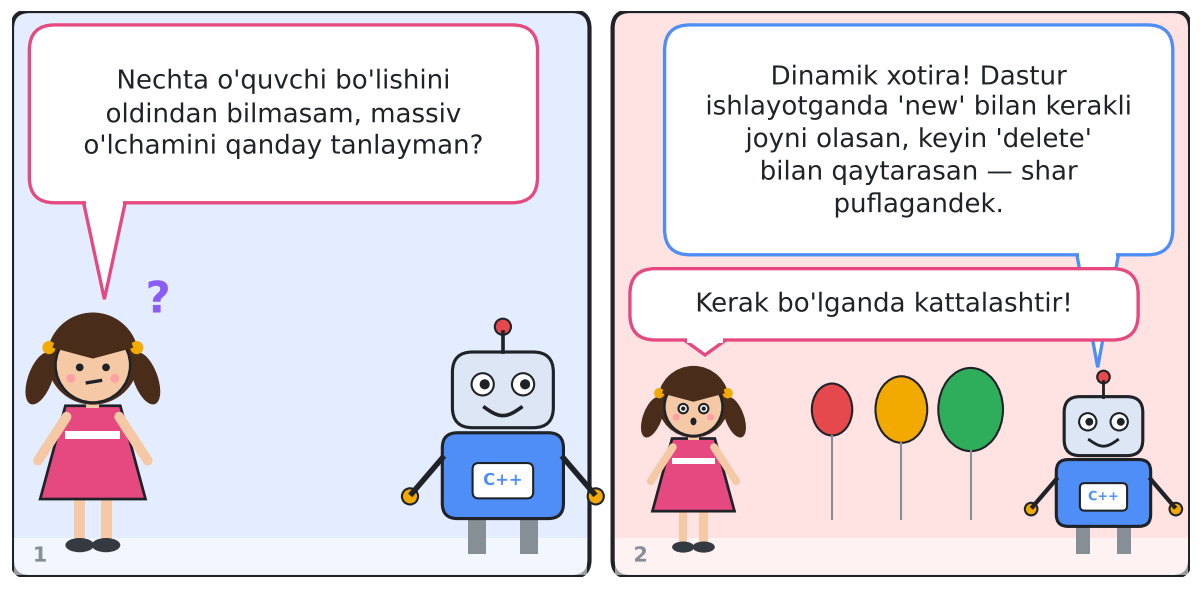 Nechta o'quvchi bo'lishini
oldindan bilmasam, massiv
o'lchamini qanday tanlayman?
?
C++
1
Dinamik xotira! Dastur
ishlayotganda 'new' bilan kerakli
joyni olasan, keyin 'delete'
bilan qaytarasan — shar
puflagandek.
Kerak bo'lganda kattalashtir!
C++
2